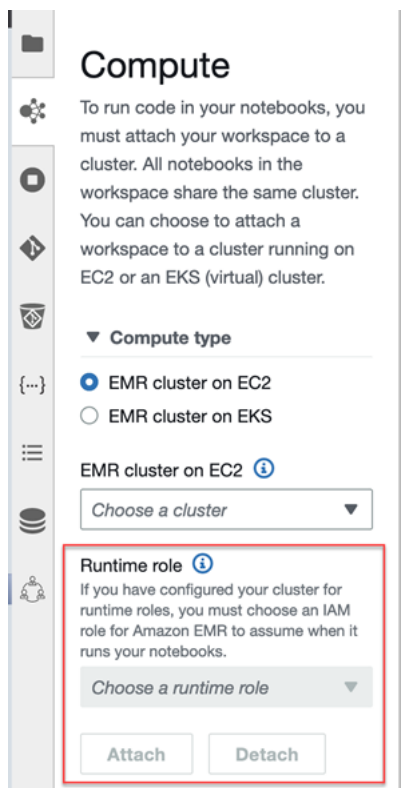 Compute
To run code in your notebooks, you
must attach your workspace to a
cluster. All notebooks in the
workspace share the same cluster.
You can choose to attach a
workspace to a cluster running on
EC2 or an EKS (virtual) cluster.
Compute type
EMR cluster on EC2
EMR cluster on EKS
EMR cluster on EC2
Choose a cluster
Runtime role
If you have configured your cluster for
runtime roles, you must choose an IAM
role for Amazon EMR to assume when it
runs your notebooks.
Choose a runtime role
Attach Detach